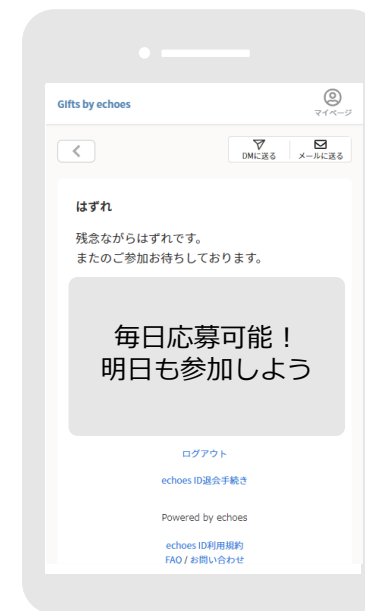 Gifts by echoes
マイページ
DMに送る
メールに送る
はずれ
残念ながらはずれです。
またのご参加お待ちしております。
毎日応募可能！
明日も参加しよう
ログアウト
echoes ID退会手続き
Powered by echoes
echoes ID利用規約
FAQ / お問い合わせ